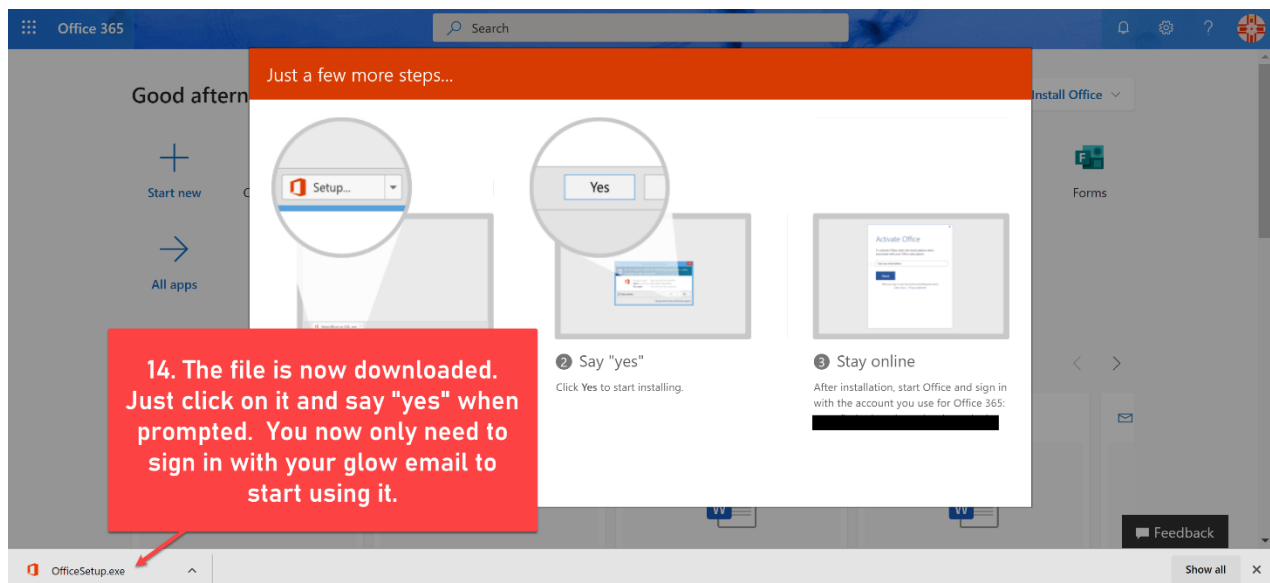 Office 365
Search
Just a few more steps...
Good aftern
Install Office
Setup...
Yes
Start new
C
Forms
Activate Office
All apps
2 Say "yes"
Click Yes to start installing.
3 Stay online
After installation, start Office and sign in
with the account you use for Office 365:
14. The file is now downloaded.
Just click on it and say "yes" when
prompted. You now only need to
sign in with your glow email to
start using it.
Feedback
OfficeSetup.exe
Show all